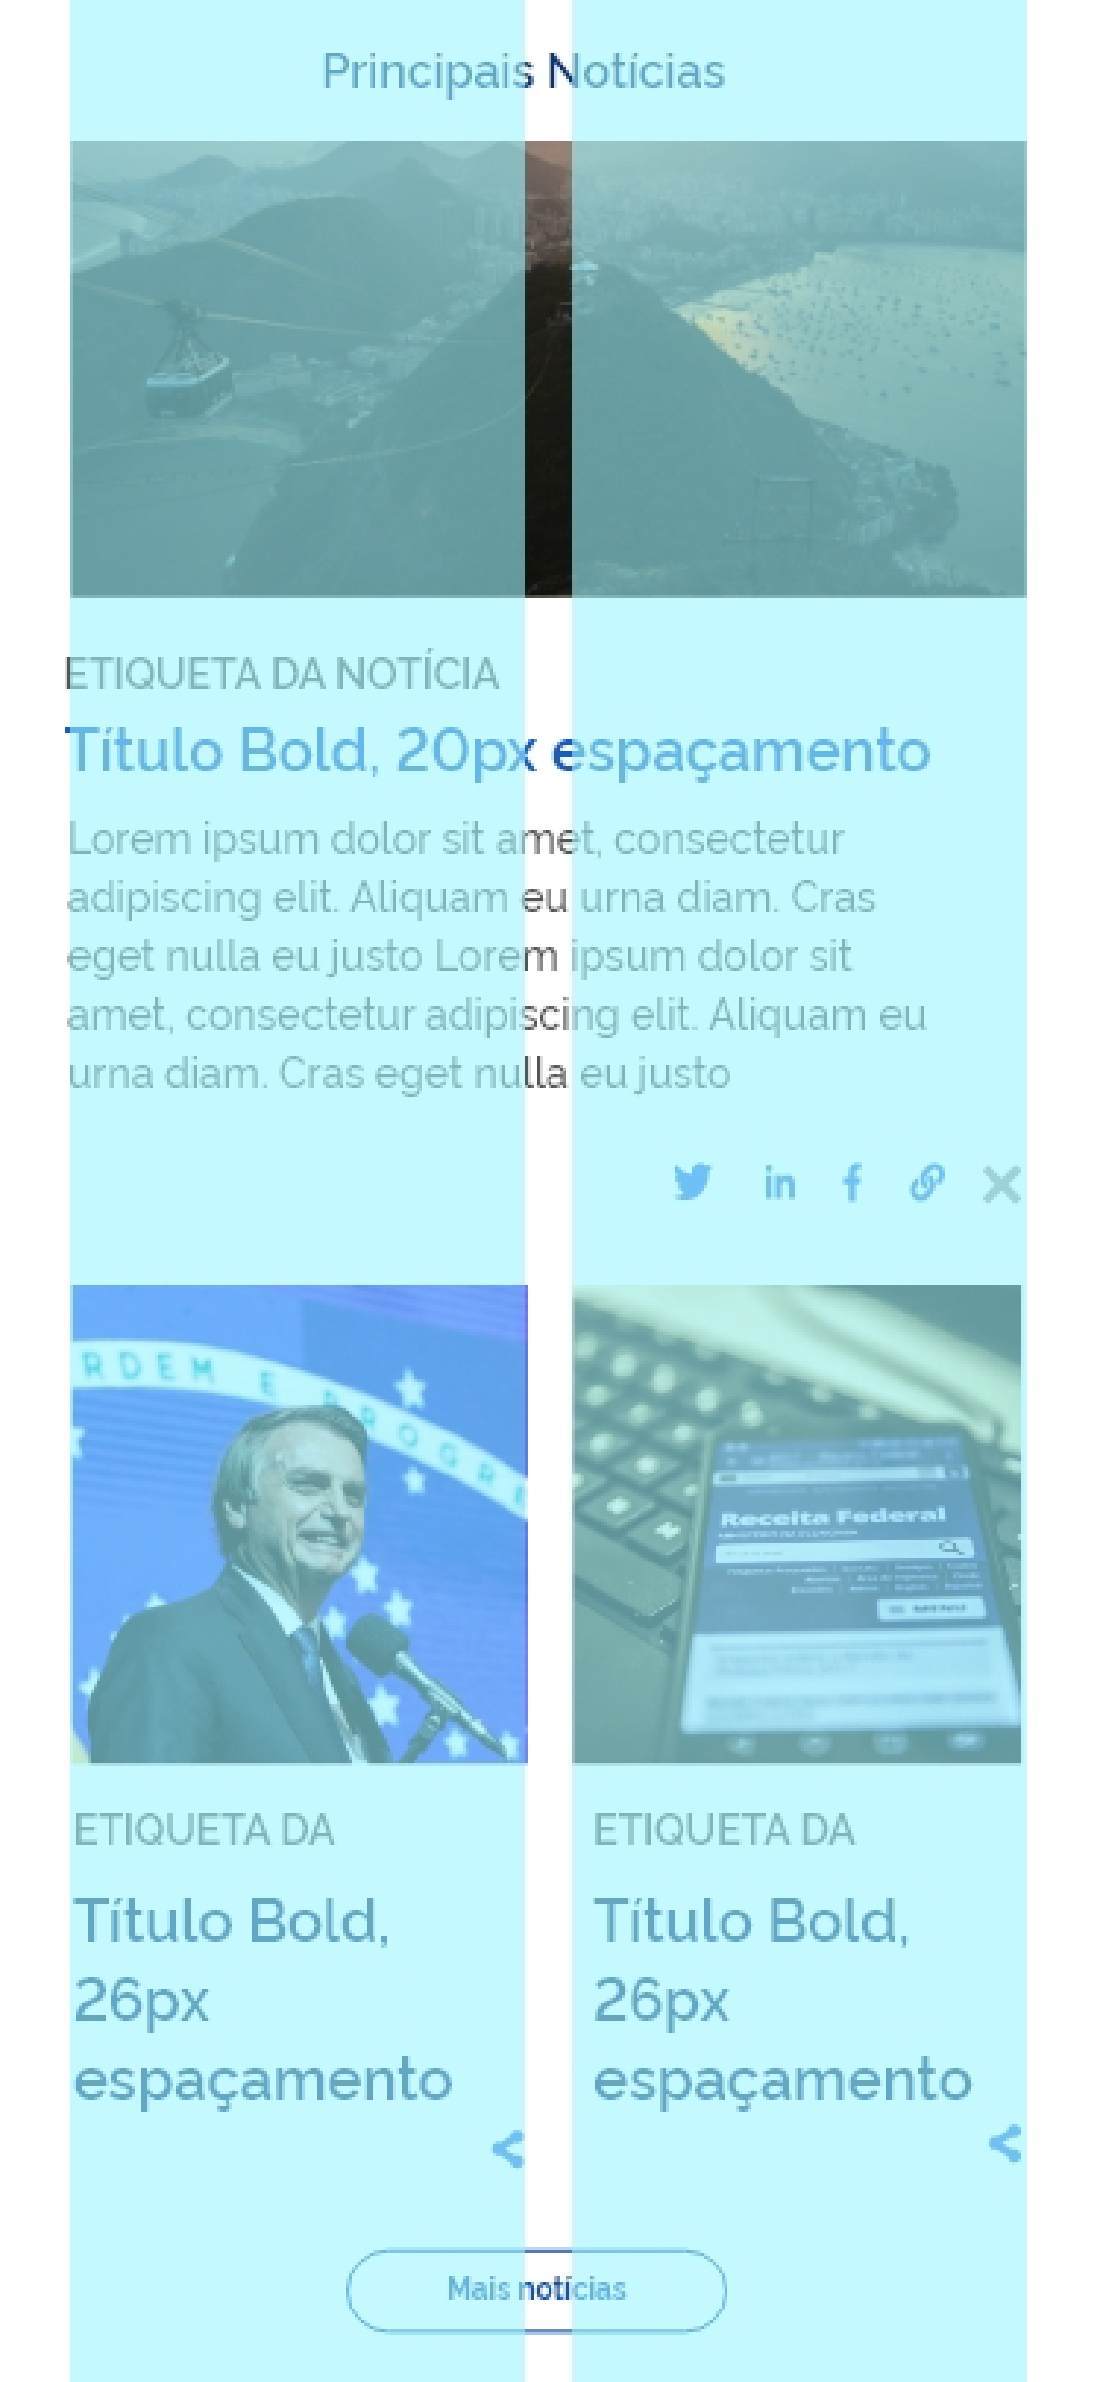 Principais Notícias
ETIQUETA DA NOTÍCIA
Título Bold, 20px espaçamento
Lorem ipsum dolor sit amet, consectetur
adipiscing elit. Aliquam eu urna diam. Cras
eget nulla eu justo Lorem ipsum dolor sit
amet, consectetur adipiscing elit. Aliquam eu
urna diam. Cras eget nulla eu justo
RDEM E PROGRE
Receita Federal
MENU
ETIQUETA DA
Título Bold,
26px
espaçamento
ETIQUETA DA
Título Bold,
26px
espaçamento
Mais notícias